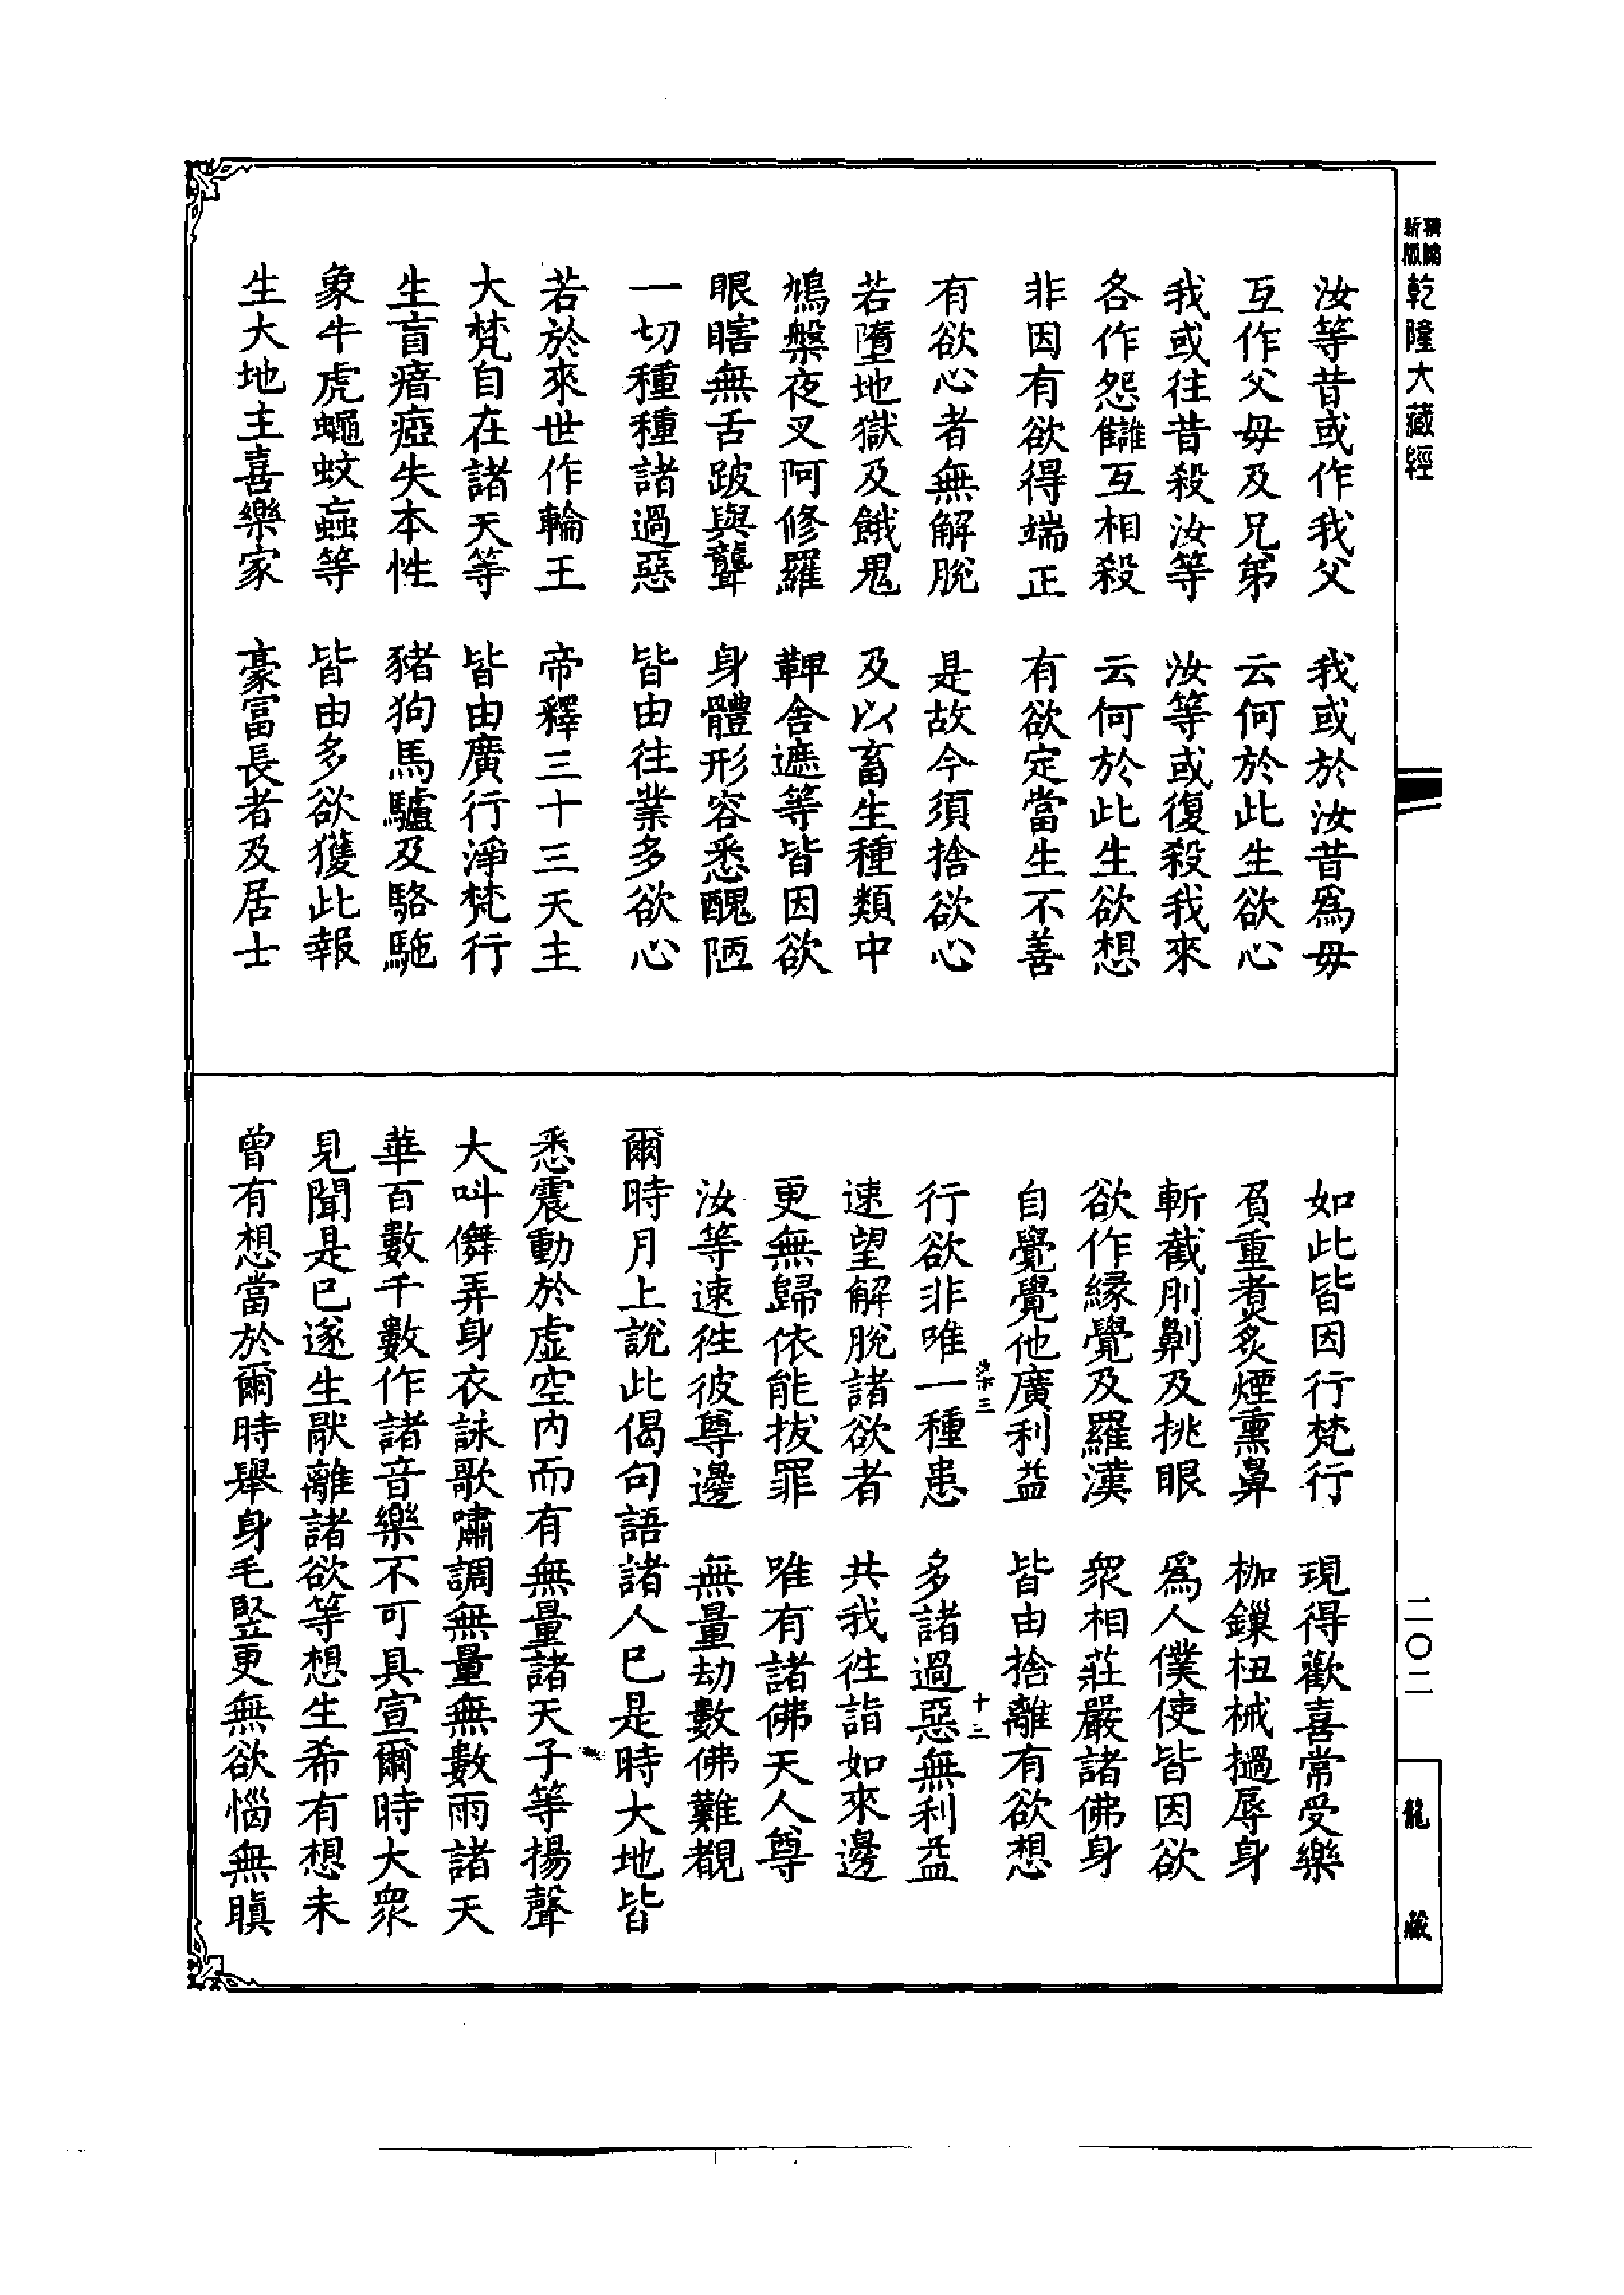 新版
精編
乾隆大藏經
二〇二
龍藏
汝等昔或作我父　我或於汝昔爲毋
互作父毋及兄弟　云何於此生欲心
我或往昔殺汝等　汝等或復殺我來
各作怨讎互相殺　云何於此生欲想
非因有欲得端正　有欲定當生不善
有欲心者無解脫　是故今須捨欲心
若墮地獄及餓鬼　及以畜生種類中
鳩槃夜叉阿修羅　鞞舍遮等皆因欲
眼瞎無舌跛與聾　身體形容悉醜陋
一切種種諸過惡　皆由往業多欲心
若於來世作輪王　帝釋三十三天主
大梵自在諸天等　皆由廣行淨梵行
生盲瘖瘂失本性　豬狗馬驢及駱駞
象牛虎蠅蚊蝱等　皆由多欲獲此報
生大地主喜樂家　豪富長者及居士
如此皆因行梵行　現得歡喜常受樂
負重煑炙煙熏鼻　枷鏁杻械撾辱身
斬截刖劓及挑眼　爲人僕使皆因欲
欲作緣覺及羅漢　衆相莊嚴諸佛身
自覺覺他廣利益　皆由捨離有欲想
十二
行欲非唯一種患　多諸過惡無利益
速望解脫諸欲者　共我徃詣如來邊
更無歸依能拔罪　唯有諸佛天人尊
汝等速徃彼尊邊　無量劫數佛難覩
爾時月上說此偈句語諸人巳是時大地皆
悉震動於虛空內而有無量諸天子等揚聲
大叫儛弄身衣詠歌嘯調無量無數雨諸天
華百數千數作諸音樂不可具宣爾時大衆
見聞是巳遂生厭離諸欲等想生希有想未
曾有想當於爾時舉身毛竪更無欲惱無瞋